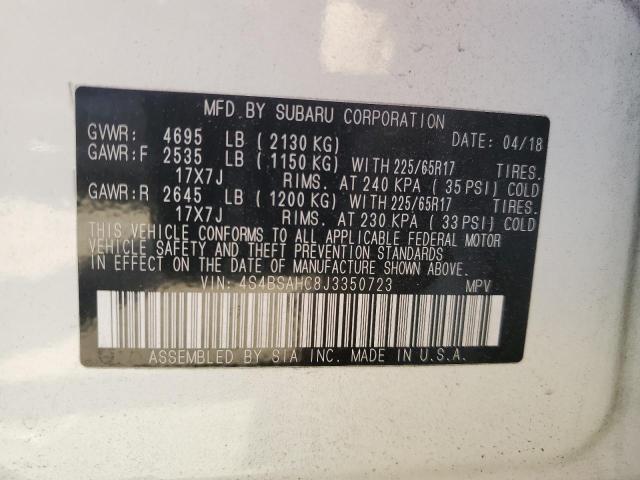 MFD. BY SUBARU CORPORATION
GVWR: 4695 LB ( 2130 KG) DATE: 04/18
GAWR:F 2535 LB ( 1150 KG) WITH 225/65R17 TIRES.
17X7J RIMS. AT 240 KPA ( 35 PSI) COLD
GAWR:R 2645 LB ( 1200 KG) WITH 225/65R17 TIRES.
17X7J RIMS. AT 230 KPA ( 33 PSI) COLD
THIS VEHICLE CONFORMS TO ALL APPLICABLE FEDERAL MOTOR
VEHICLE SAFETY AND THEFT PREVENTION STANDARDS IN
EFFECT ON THE DATE OF MANUFACTURE SHOWN ABOVE.
VIN: 4S4BSAHC8J3350723 MPV
ASSEMBLED BY SIA INC. MADE IN U.S.A.